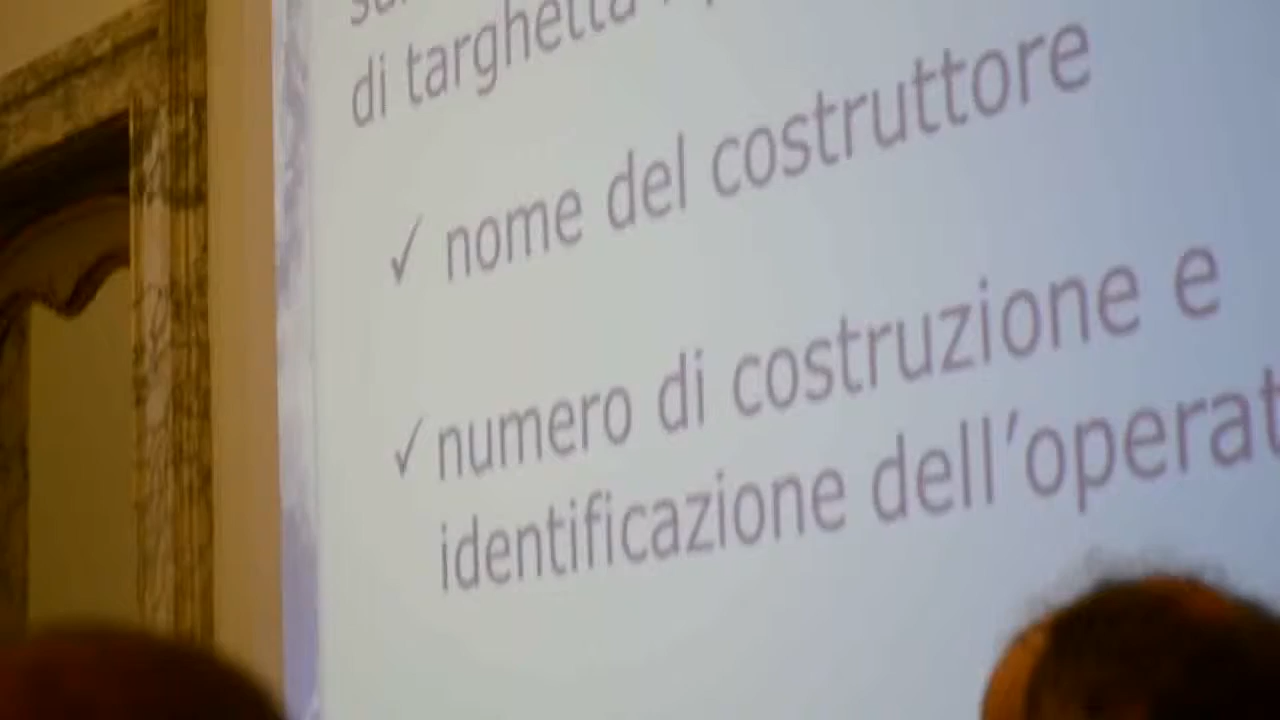 di targhetta
✓ nome del costruttore
✓ numero di costruzione e
identificazione dell'operat